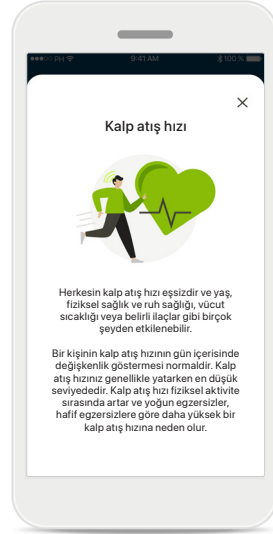 ●●●○○ PH 9:41 AM 100 %
Kalp atış hızı
Herkesin kalp atış hızı eşsizdir ve yaş,
fiziksel sağlık ve ruh sağlığı, vücut
sıcaklığı veya belirli ilaçlar gibi birçok
şeyden etkilenebilir.
Bir kişinin kalp atış hızının gün içerisinde
değişkenlik göstermesi normaldir. Kalp
atış hızınız genellikle yatarken en düşük
seviyededir. Kalp atış hızı fiziksel aktivite
sırasında artar ve yoğun egzersizler,
hafif egzersizlere göre daha yüksek bir
kalp atış hızına neden olur.